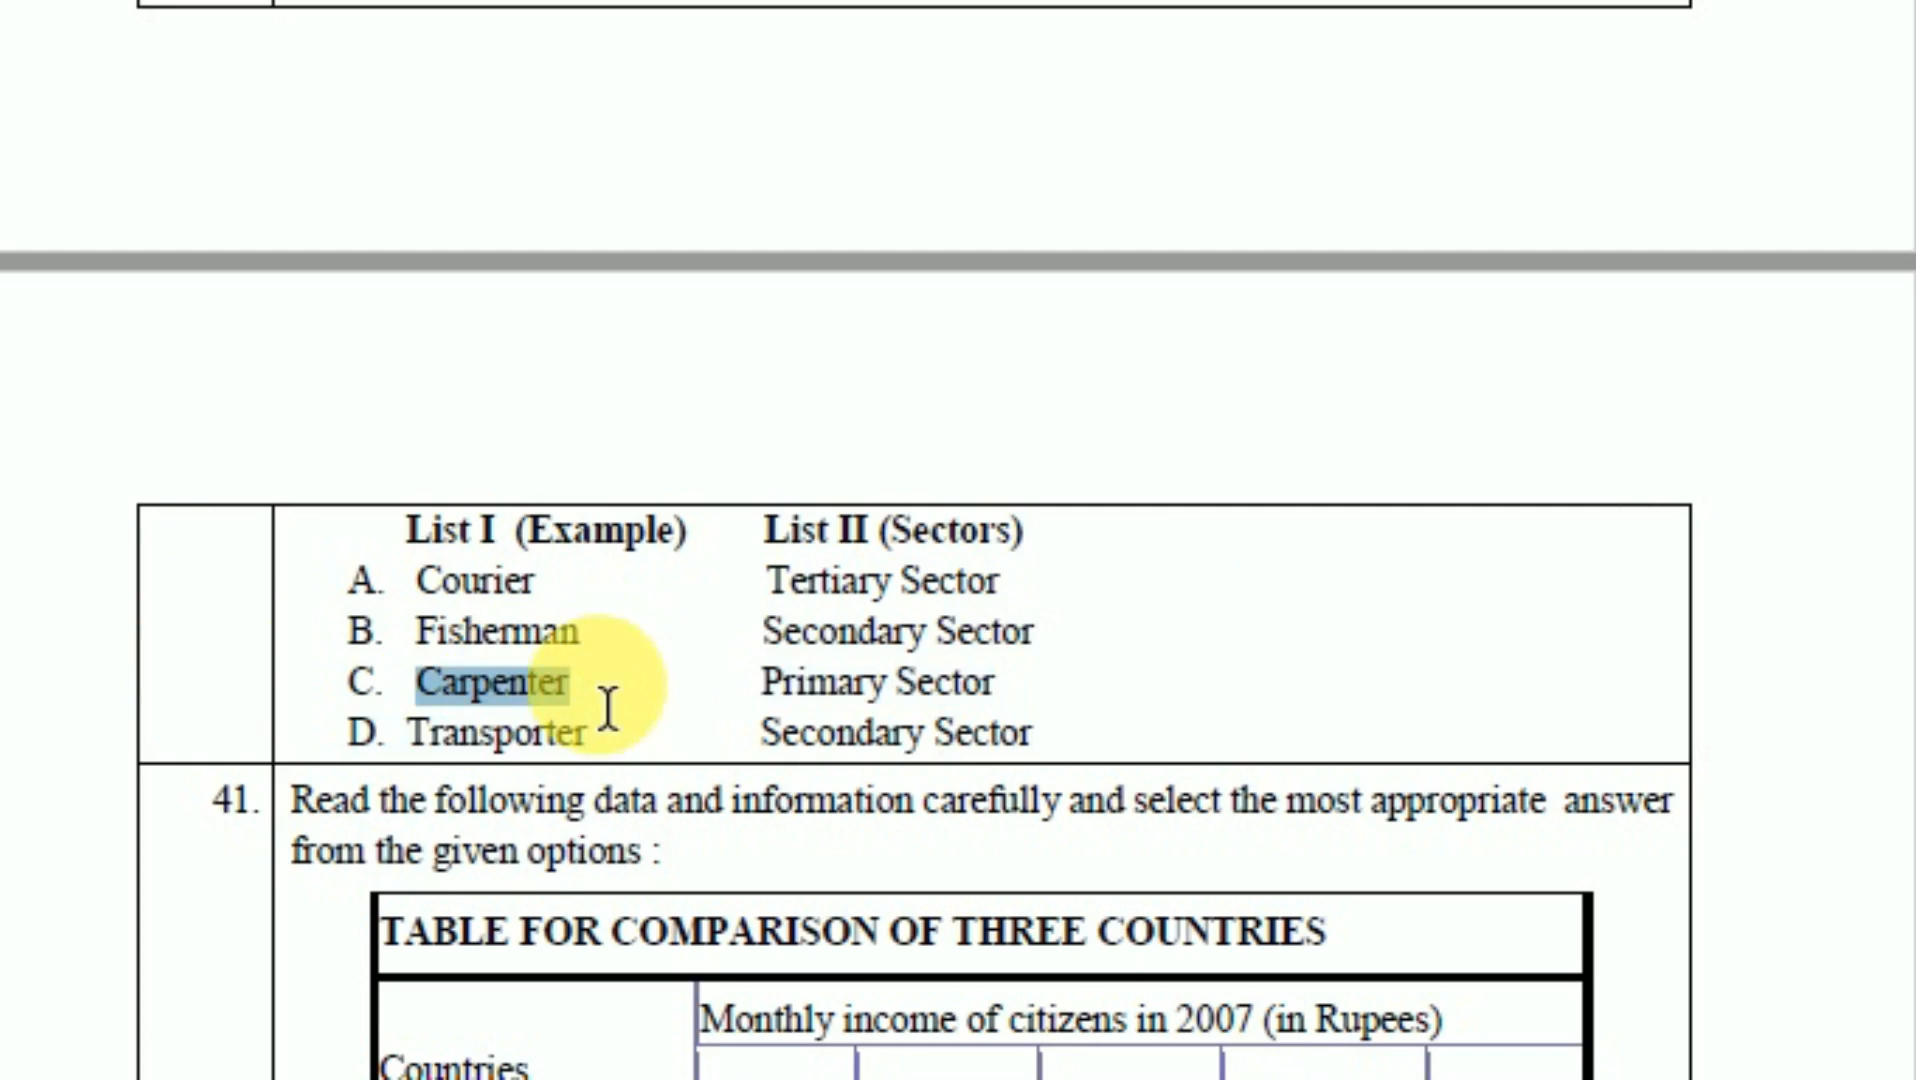 List I (Example) List II (Sectors)
A. Courier Tertiary Sector
B. Fisherman Secondary Sector
C. Carpenter Primary Sector
D. Transporter Secondary Sector
41. Read the following data and information carefully and select the most appropriate answer
from the given options :
TABLE FOR COMPARISON OF THREE COUNTRIES
Monthly income of citizens in 2007 (in Rupees)
Countries